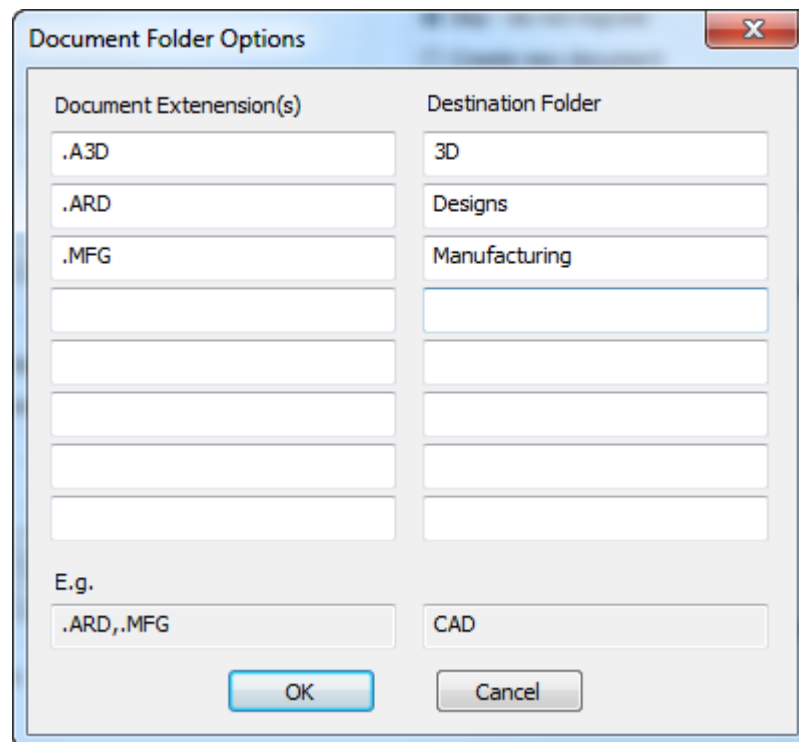 Document Folder Options
Document Extenension(s) Destination Folder
.A3D 3D
.ARD Designs
.MFG Manufacturing
E.g.
.ARD,.MFG CAD
OK Cancel